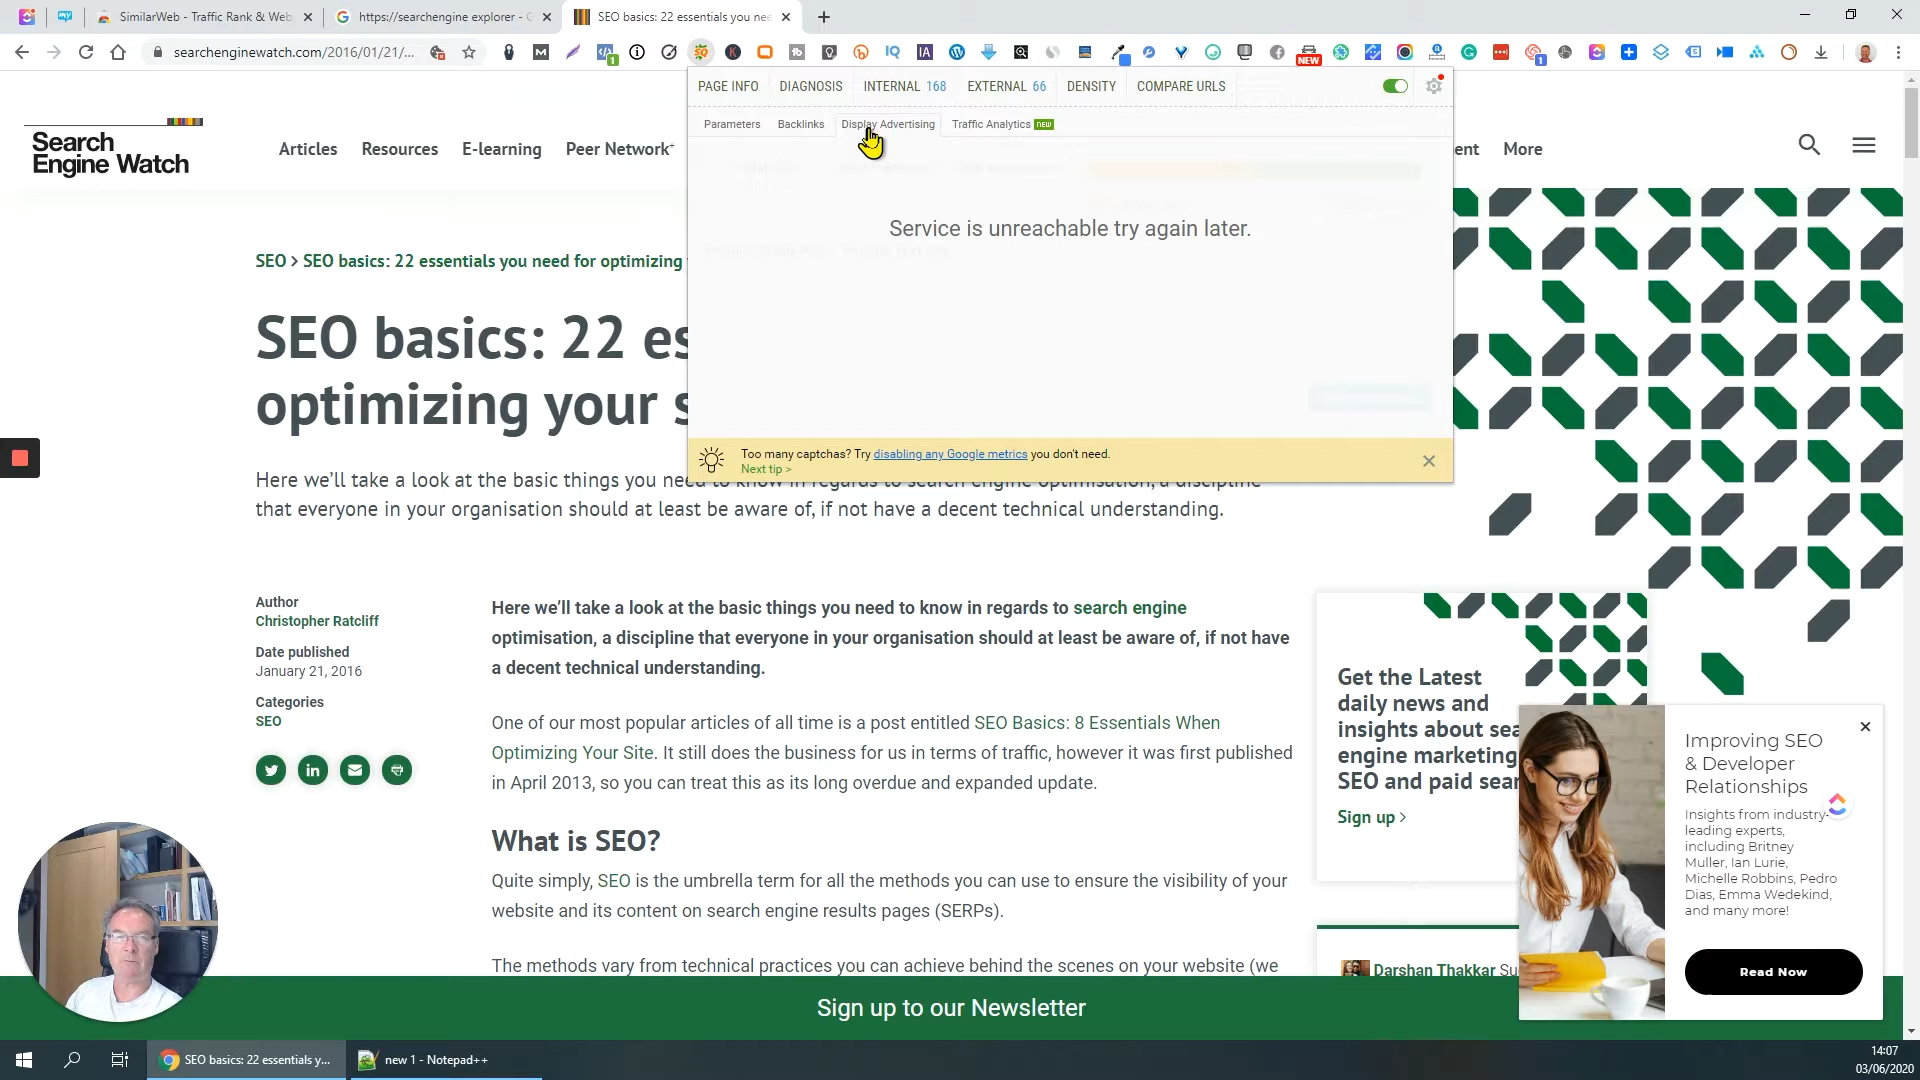 SimilarWeb - Traffic Rank & Web
https://searchengine explorer - G
SEO basics: 22 essentials you nee
searchenginewatch.com/2016/01/21/...
1
NEW
1
PAGE INFO
DIAGNOSIS
INTERNAL 168
EXTERNAL 66
DENSITY
COMPARE URLS
Parameters
Backlinks
Display Advertising
Traffic Analytics NEW
Service is unreachable try again later.
Too many captchas? Try disabling any Google metrics you don't need.
Next tip >
Search
Engine Watch
Articles
Resources
E-learning
Peer Network+
ent
More
SEO > SEO basics: 22 essentials you need for optimizing
SEO basics: 22 es
optimizing your s
Here we’ll take a look at the basic things you need to know in regards to search engine optimisation, a discipline
that everyone in your organisation should at least be aware of, if not have a decent technical understanding.
Author
Christopher Ratcliff
Date published
January 21, 2016
Categories
SEO
Here we’ll take a look at the basic things you need to know in regards to search engine
optimisation, a discipline that everyone in your organisation should at least be aware of, if not have
a decent technical understanding.
One of our most popular articles of all time is a post entitled SEO Basics: 8 Essentials When
Optimizing Your Site. It still does the business for us in terms of traffic, however it was first published
in April 2013, so you can treat this as its long overdue and expanded update.
What is SEO?
Quite simply, SEO is the umbrella term for all the methods you can use to ensure the visibility of your
website and its content on search engine results pages (SERPs).
The methods vary from technical practices you can achieve behind the scenes on your website (we
Get the Latest
daily news and
insights about sea
engine marketing
SEO and paid sear
Sign up >
Darshan Thakkar Su
Improving SEO
& Developer
Relationships
Insights from industry-
leading experts,
including Britney
Muller, Ian Lurie,
Michelle Robbins, Pedro
Dias, Emma Wedekind,
and many more!
Read Now
Sign up to our Newsletter
SEO basics: 22 essentials y...
new 1 - Notepad++
14:07
03/06/2020